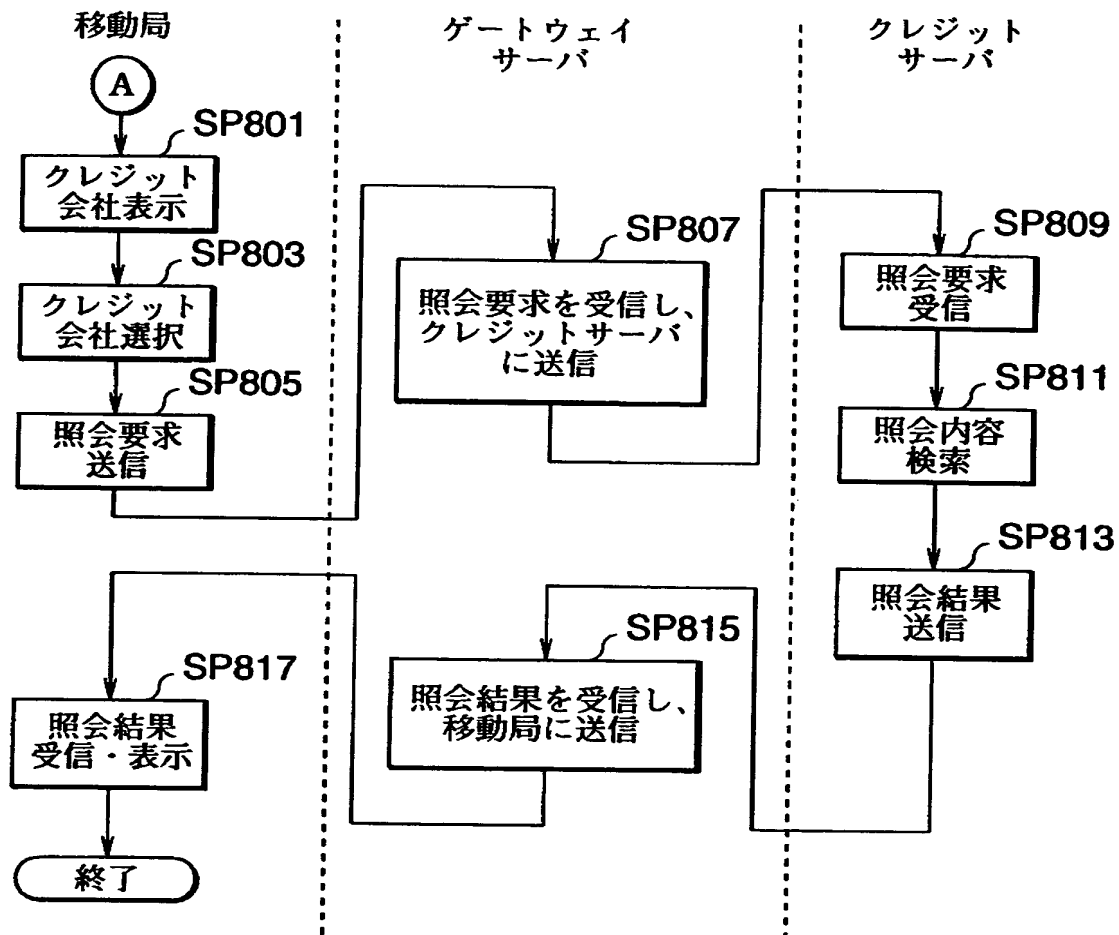 移動局
A
SP801
クレジット
会社表示
SP803
クレジット
会社選択
SP805
照会要求
送信
ゲートウェイ
サーバ
SP807
照会要求を受信し、
クレジットサーバ
に送信
クレジット
サーバ
SP809
照会要求
受信
SP811
照会内容
検索
SP813
照会結果
送信
SP815
照会結果を受信し、
移動局に送信
SP817
照会結果
受信・表示
終了